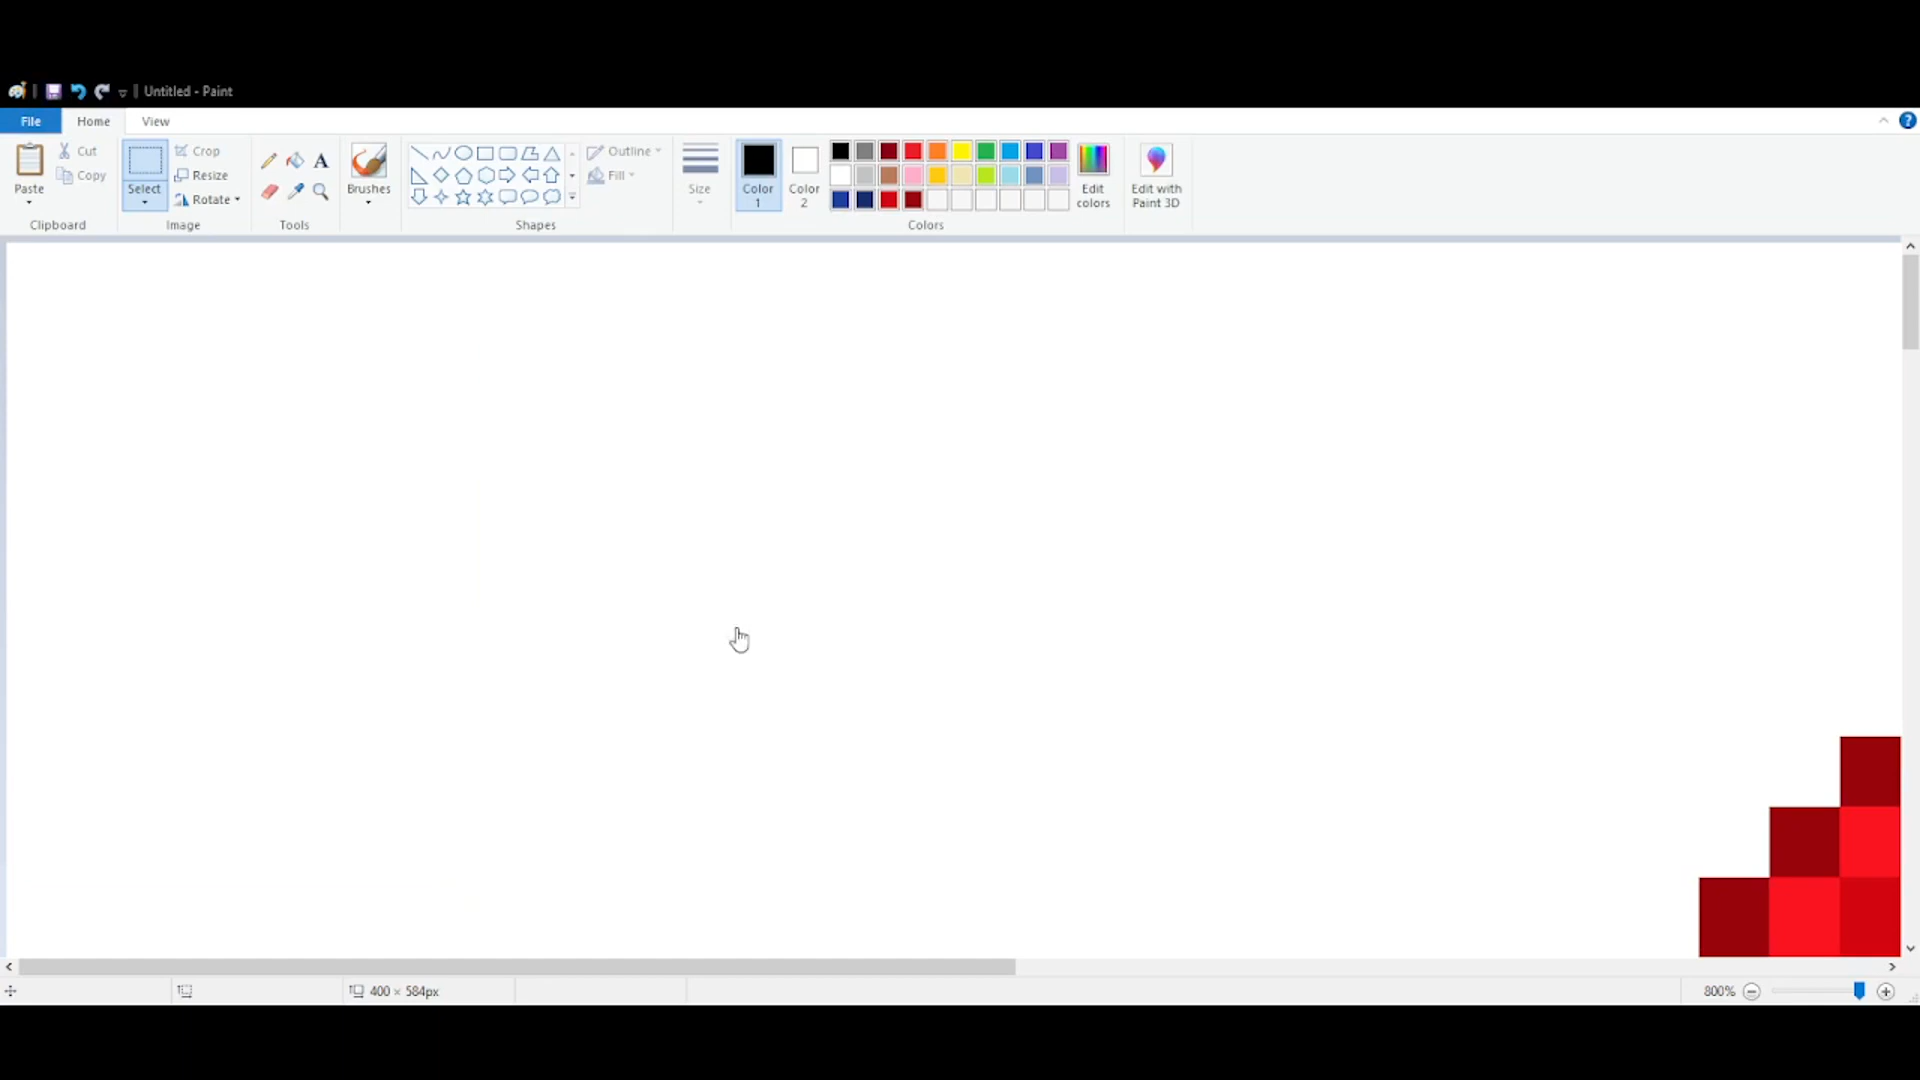 Untitled - Paint
File Home View
Paste
Cut
Copy
Clipboard
Select
Crop
Resize
Rotate
Image
Tools
Brushes
Shapes
Outline
Fill
Size
Color
1
Color
2
Colors
Edit
colors
Edit with
Paint 3D
400 × 584px
800%